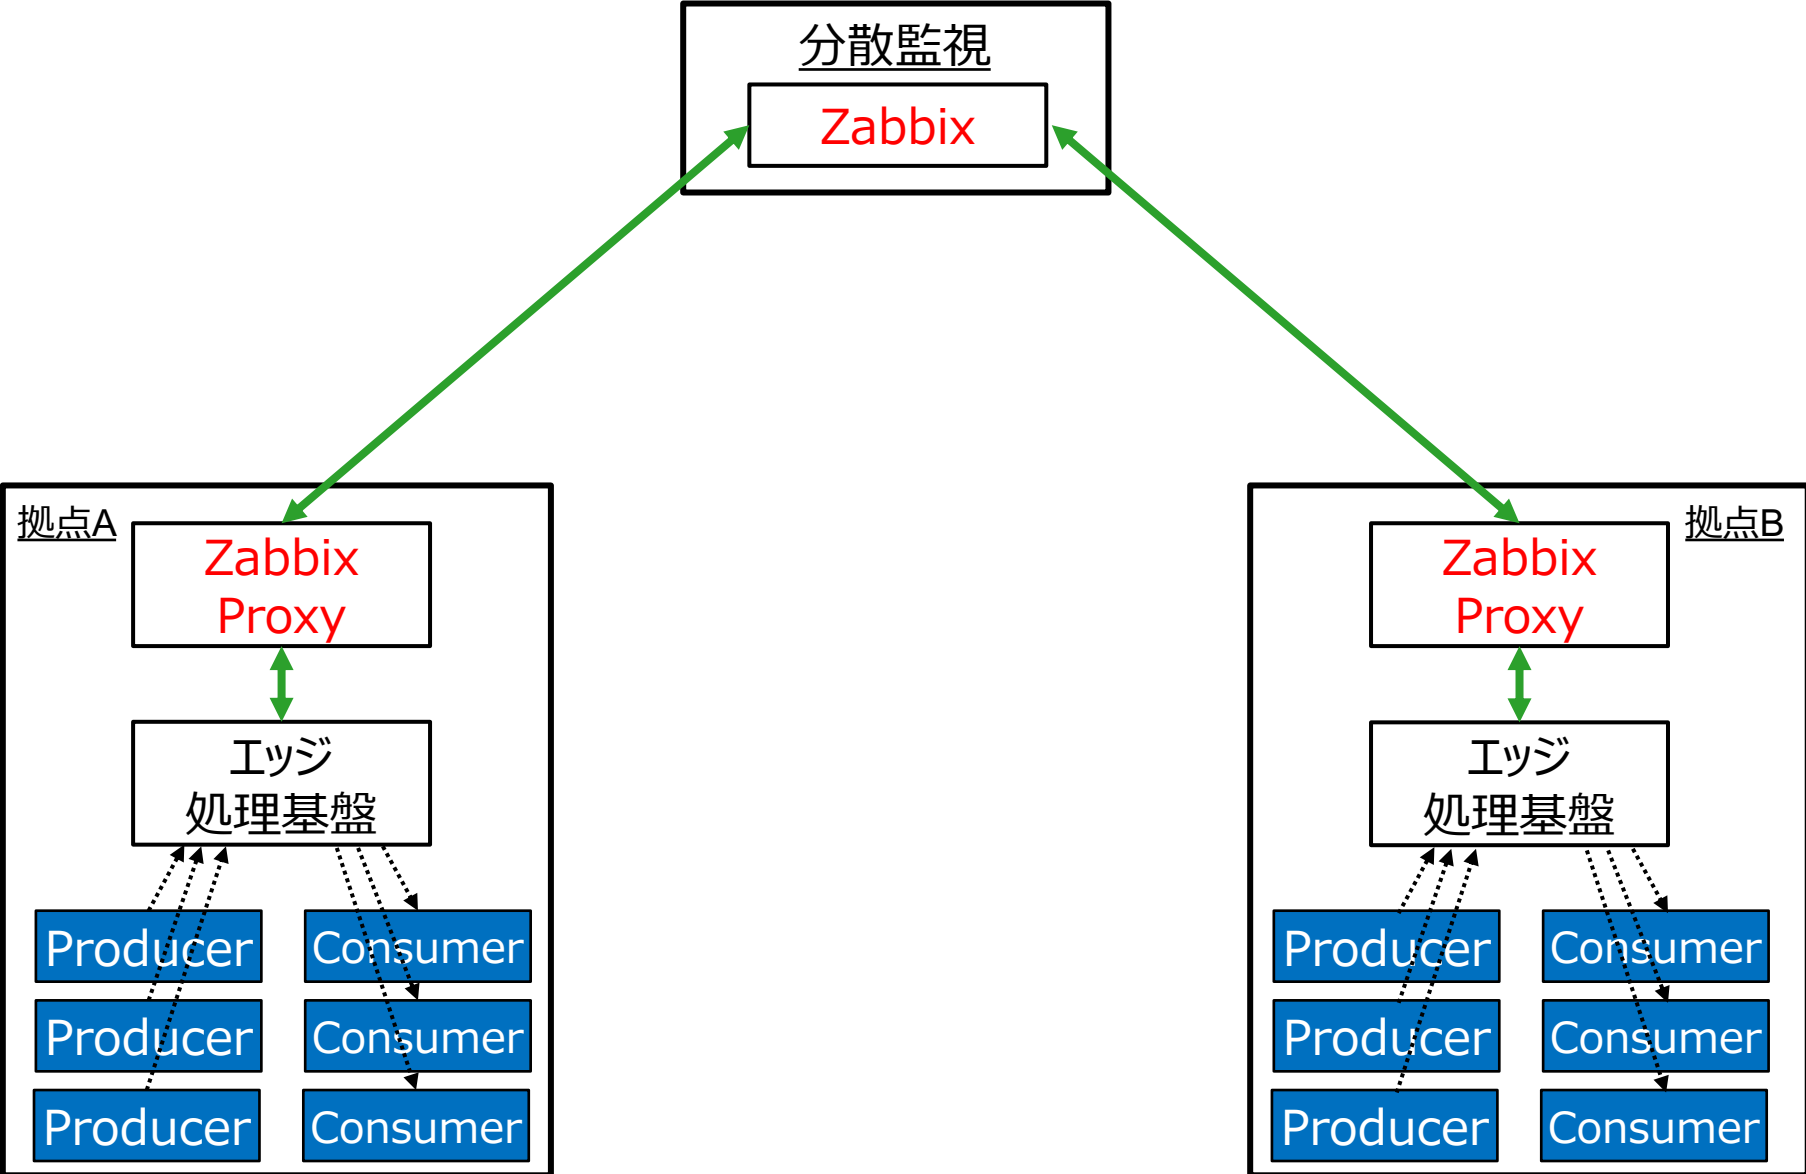 分散監視
Zabbix
拠点A
Zabbix
Proxy
エッジ
処理基盤
Producer
Consumer
Producer
Consumer
Producer
Consumer
拠点B
Zabbix
Proxy
エッジ
処理基盤
Producer
Consumer
Producer
Consumer
Producer
Consumer